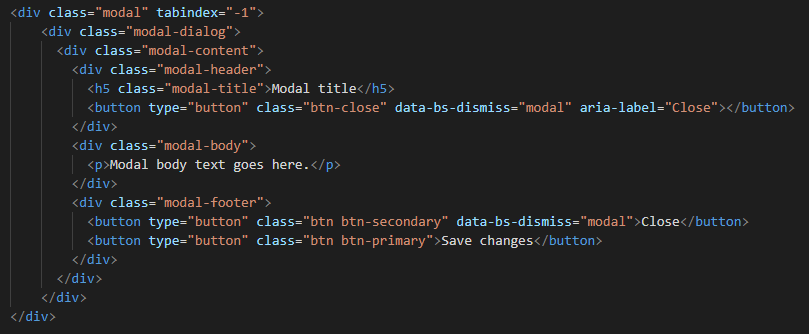 <div class="modal" tabindex="-1">
    <div class="modal-dialog">
      <div class="modal-content">
        <div class="modal-header">
          <h5 class="modal-title">Modal title</h5>
          <button type="button" class="btn-close" data-bs-dismiss="modal" aria-label="Close"></button>
        </div>
        <div class="modal-body">
          <p>Modal body text goes here.</p>
        </div>
        <div class="modal-footer">
          <button type="button" class="btn btn-secondary" data-bs-dismiss="modal">Close</button>
          <button type="button" class="btn btn-primary">Save changes</button>
        </div>
      </div>
    </div>
</div>